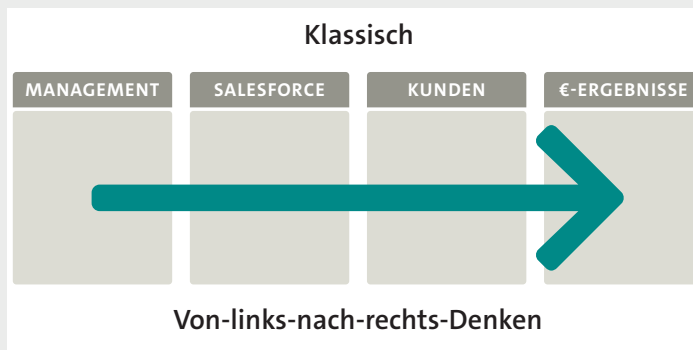 Klassisch
MANAGEMENT SALESFORCE KUNDEN €-ERGEBNISSE
Von-links-nach-rechts-Denken